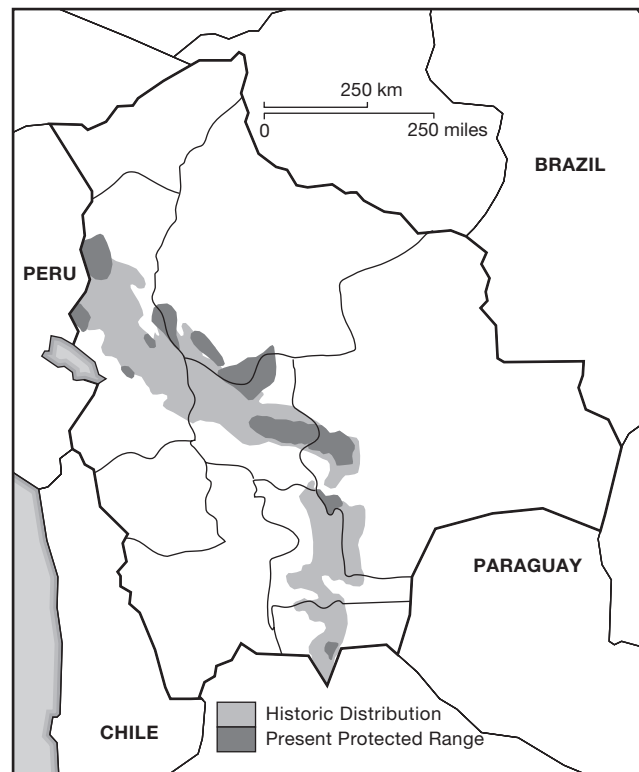 250 km
0
250 miles
BRAZIL
PERU
PARAGUAY
Historic Distribution
CHILE
Present Protected Range